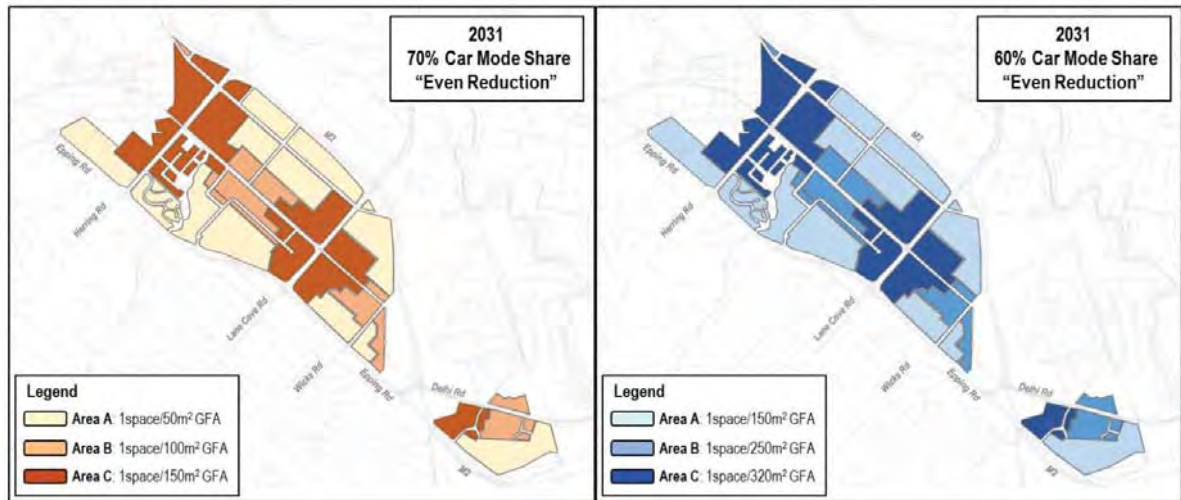 2031
70% Car Mode Share
“Even Reduction”
M2
Epping Rd
Herring Rd
Lane Cove Rd
Wicks Rd
Epping Rd
Delhi Rd
M2
Legend
Area A: 1space/50m² GFA
Area B: 1space/100m² GFA
Area C: 1space/150m² GFA
2031
60% Car Mode Share
“Even Reduction”
M2
Epping Rd
Herring Rd
Lane Cove Rd
Wicks Rd
Epping Rd
Delhi Rd
M2
Legend
Area A: 1space/150m² GFA
Area B: 1space/250m² GFA
Area C: 1space/320m² GFA